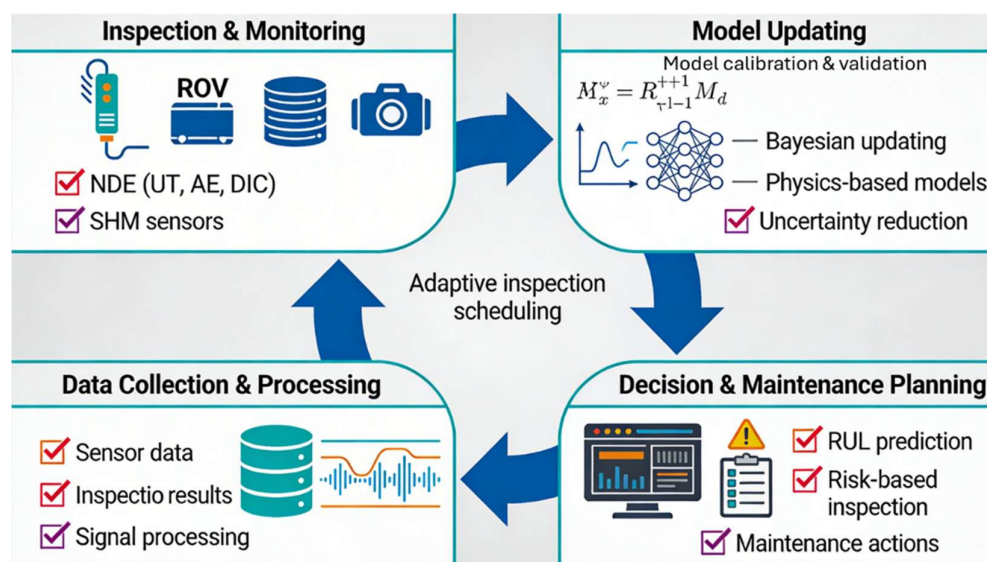 Inspection & Monitoring
ROV
NDE (UT, AE, DIC)
SHM sensors
Model Updating
Model calibration & validation
Bayesian updating
Physics-based models
Uncertainty reduction
Adaptive inspection
scheduling
Data Collection & Processing
Sensor data
Inspectio results
Signal processing
Decision & Maintenance Planning
RUL prediction
Risk-based
inspection
Maintenance actions